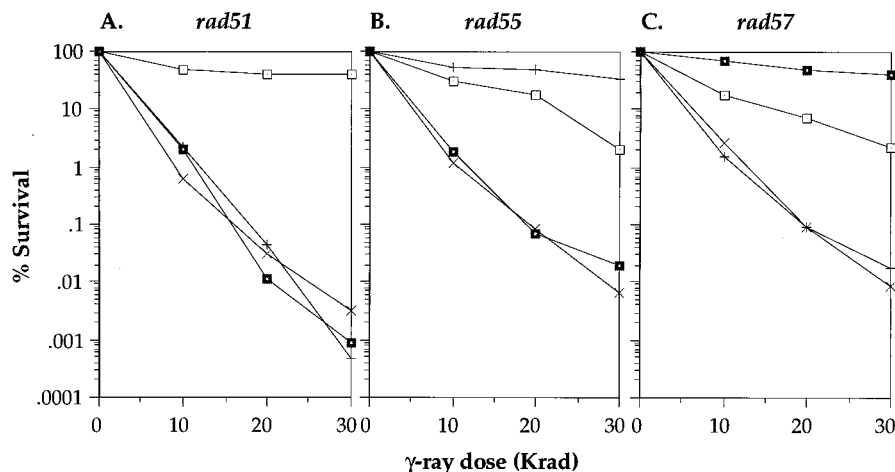 A. rad51
B. rad55
C. rad57
% Survival
100
10
1
.1
.01
.001
.0001
0 10 20 30
0 10 20 30
0 10 20 30
γ-ray dose (Krad)